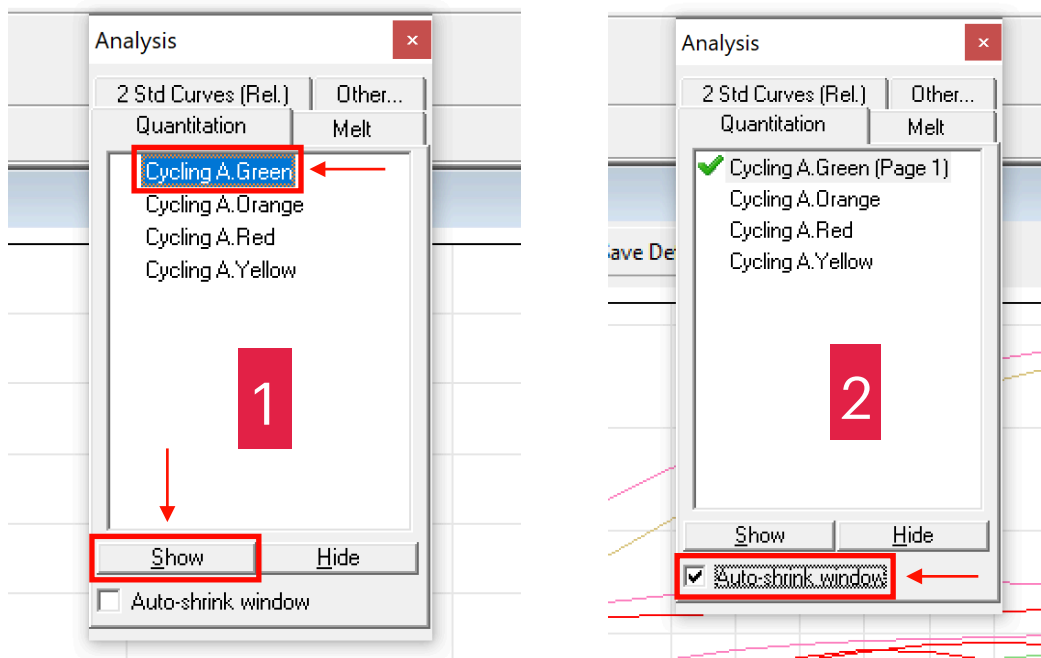 Analysis
×
2 Std Curves (Rel.)
Other...
Quantitation
Melt
Cycling A.Green
Cycling A.Orange
Cycling A.Red
Cycling A.Yellow
1
Show
Hide
Auto-shrink window
Analysis
×
2 Std Curves (Rel.)
Other...
Quantitation
Melt
Cycling A.Green (Page 1)
Cycling A.Orange
Cycling A.Red
Cycling A.Yellow
ave De
2
Show
Hide
Auto-shrink window